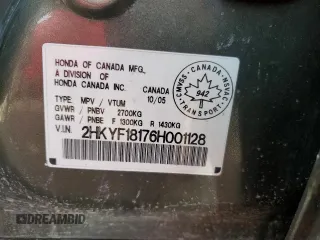 HONDA OF CANADA MFG.,
A DIVISION OF
HONDA CANADA INC.
CANADA
10/05
CMVSS · CANADA · NSVAC
942
TRANSPORT
TYPE: MPV / VTUM
GVWR / PNBV 2700KG
GAWR / PNBE F 1300KG R 1430KG
V.I.N. 2HKYF18176H001128
DREAMBID